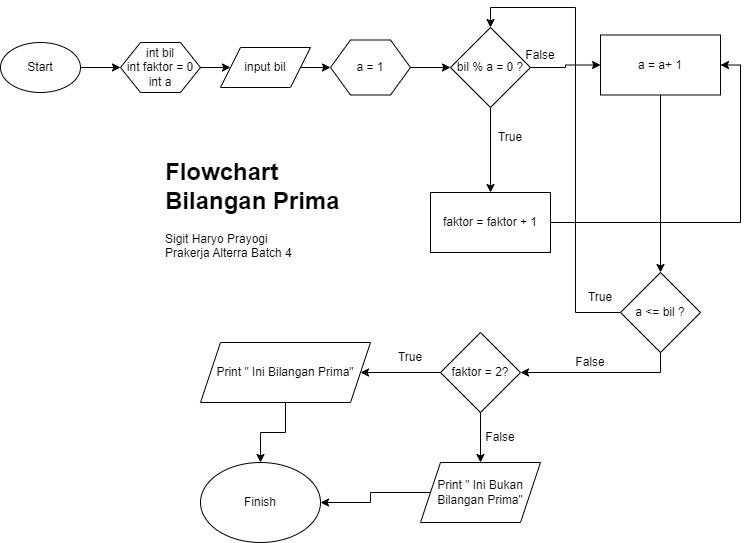 Start
int bil
int faktor = 0
int a
input bil
a = 1
bil % a = 0 ?
False
a = a+ 1
True
faktor = faktor + 1
Flowchart
Bilangan Prima
Sigit Haryo Prayogi
Prakerja Alterra Batch 4
True
a <= bil ?
False
faktor = 2?
True
Print " Ini Bilangan Prima"
False
Print " Ini Bukan
Bilangan Prima"
Finish